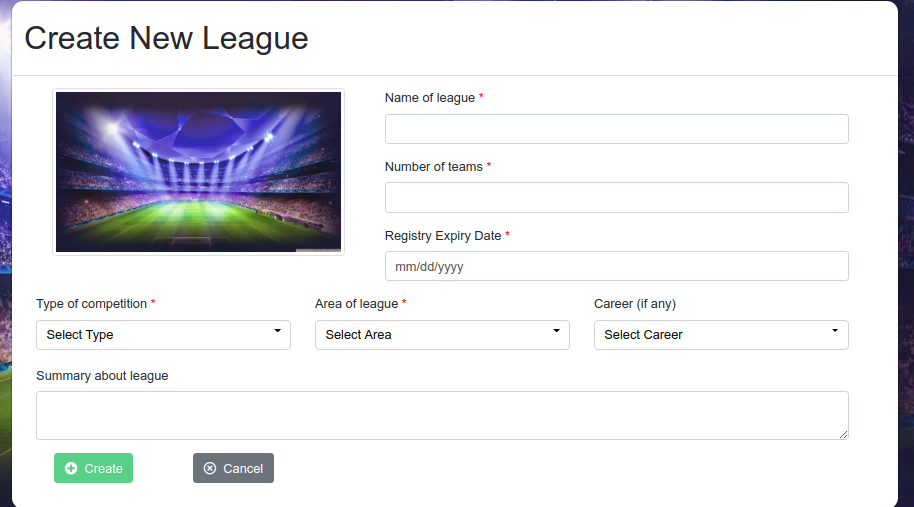 Create New League
Name of league *
Number of teams *
Registry Expiry Date *
mm/dd/yyyy
Type of competition *
Area of league *
Career (if any)
Select Type
Select Area
Select Career
Summary about league
Create
Cancel